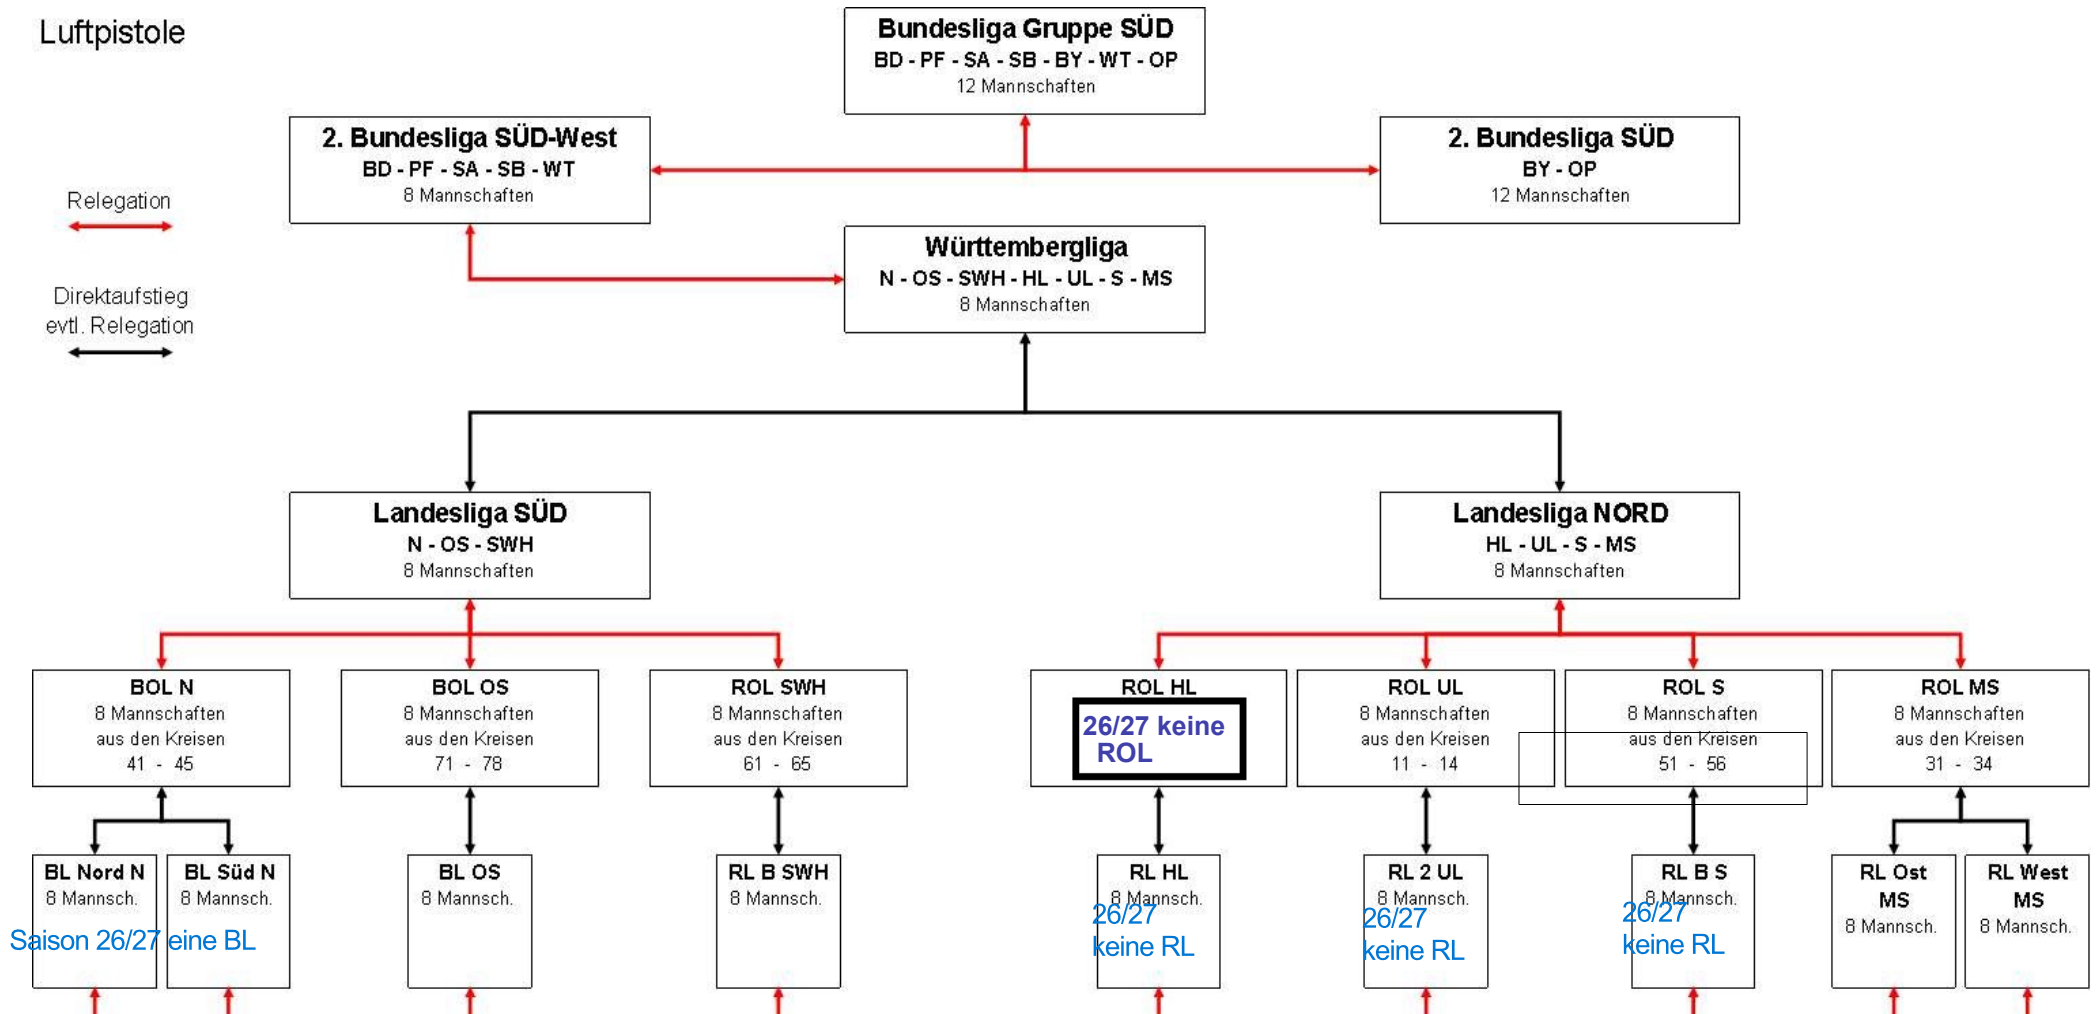 Luftpistole
Bundesliga Gruppe SÜD
BD - PF - SA - SB - BY - WT - OP
12 Mannschaften
2. Bundesliga SÜD-West
BD - PF - SA - SB - WT
8 Mannschaften
2. Bundesliga SÜD
BY - OP
12 Mannschaften
Relegation
Direktaufstieg
evtl. Relegation
Württembergliga
N - OS - SWH - HL - UL - S - MS
8 Mannschaften
Landesliga SÜD
N - OS - SWH
8 Mannschaften
Landesliga NORD
HL - UL - S - MS
8 Mannschaften
BOL N
8 Mannschaften
aus den Kreisen
41 - 45
BOL OS
8 Mannschaften
aus den Kreisen
71 - 78
ROL SWH
8 Mannschaften
aus den Kreisen
61 - 65
ROL HL
26/27 keine
ROL
ROL UL
8 Mannschaften
aus den Kreisen
11 - 14
ROL S
8 Mannschaften
aus den Kreisen
51 - 56
ROL MS
8 Mannschaften
aus den Kreisen
31 - 34
BL Nord N
8 Mannsch.
BL Süd N
8 Mannsch.
Saison 26/27 eine BL
BL OS
8 Mannsch.
RL B SWH
8 Mannsch.
RL HL
8 Mannsch.
26/27
keine RL
RL 2 UL
8 Mannsch.
26/27
keine RL
RL B S
8 Mannsch.
26/27
keine RL
RL Ost
MS
8 Mannsch.
RL West
MS
8 Mannsch.